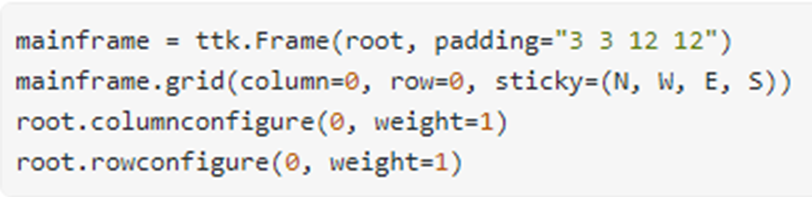 mainframe = ttk.Frame(root, padding="3 3 12 12")
mainframe.grid(column=0, row=0, sticky=(N, W, E, S))
root.columnconfigure(0, weight=1)
root.rowconfigure(0, weight=1)